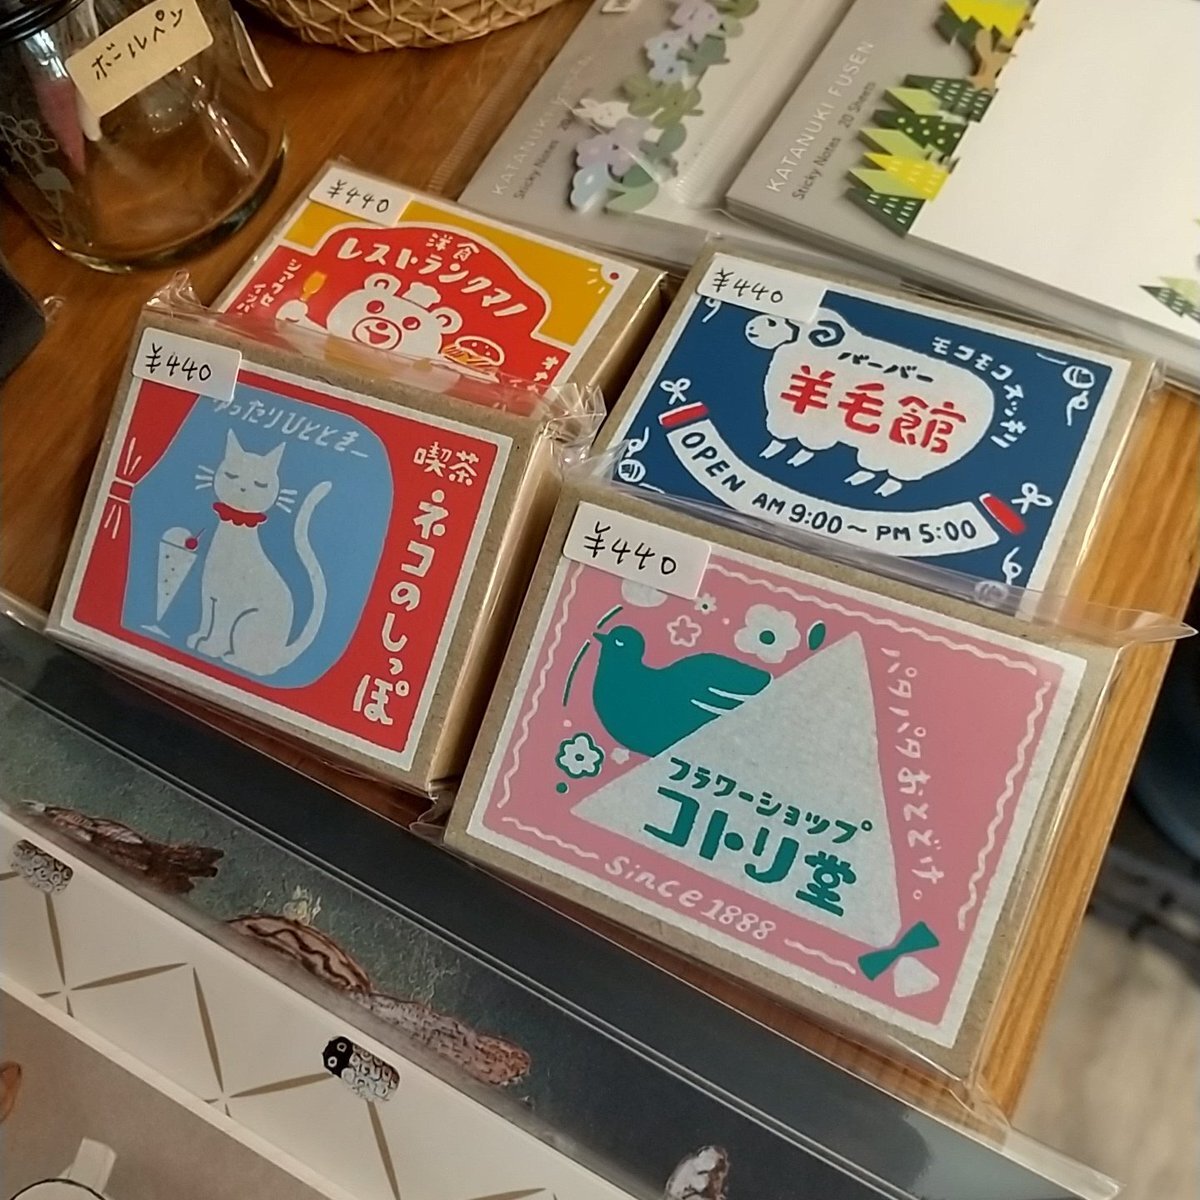 ボールペン
KATANUKI FUSEN
Sticky Notes
KATANUKI FUSEN
Sticky Notes 20 Sheets
¥440
洋食
レストランクマノ
¥440
モコモコスッキリ
バーバー
羊毛館
OPEN AM 9:00~PM 5:00
¥440
ゆったりひととき
喫茶
ネコのしっぽ
¥440
パタパタおとどけ。
フラワーショップ
コトリ堂
Since 1888